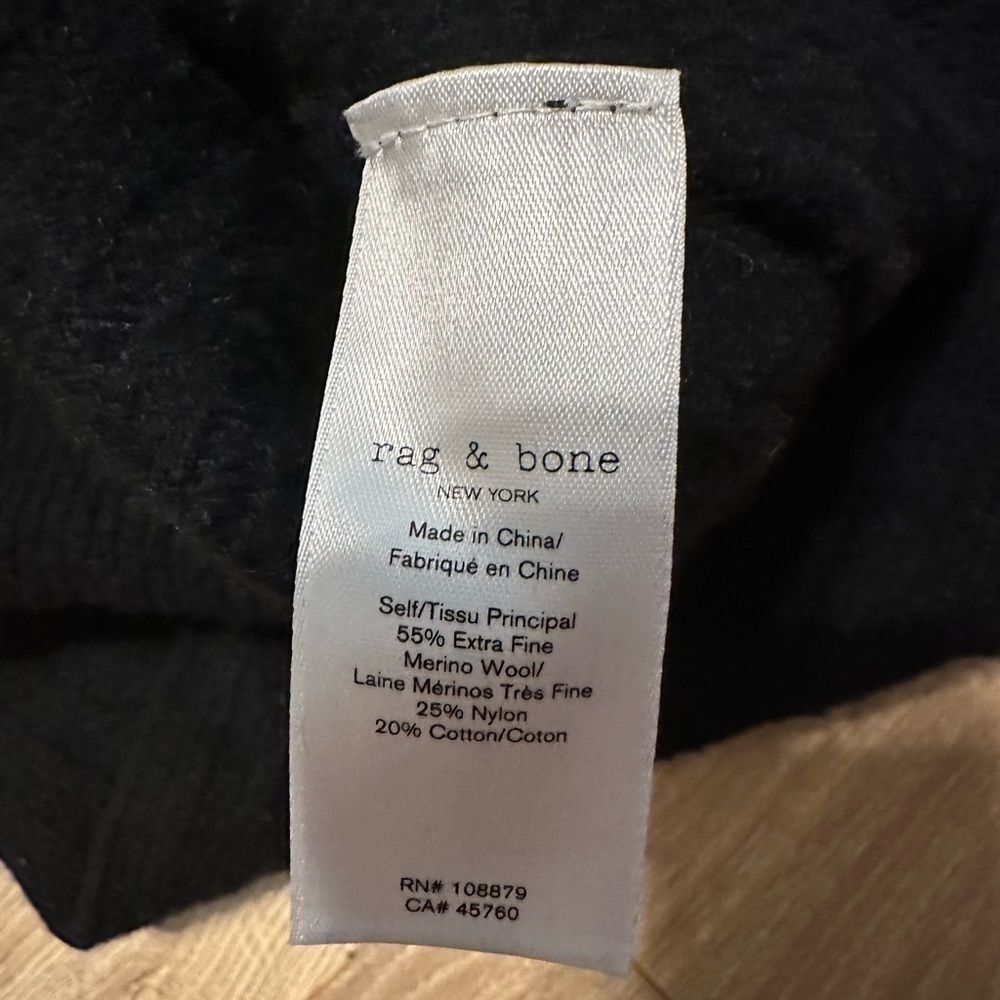 rag & bone
NEW YORK
Made in China/
Fabriqué en Chine
Self/Tissu Principal
55% Extra Fine
Merino Wool/
Laine Mérinos Très Fine
25% Nylon
20% Cotton/Coton
RN# 108879
CA# 45760